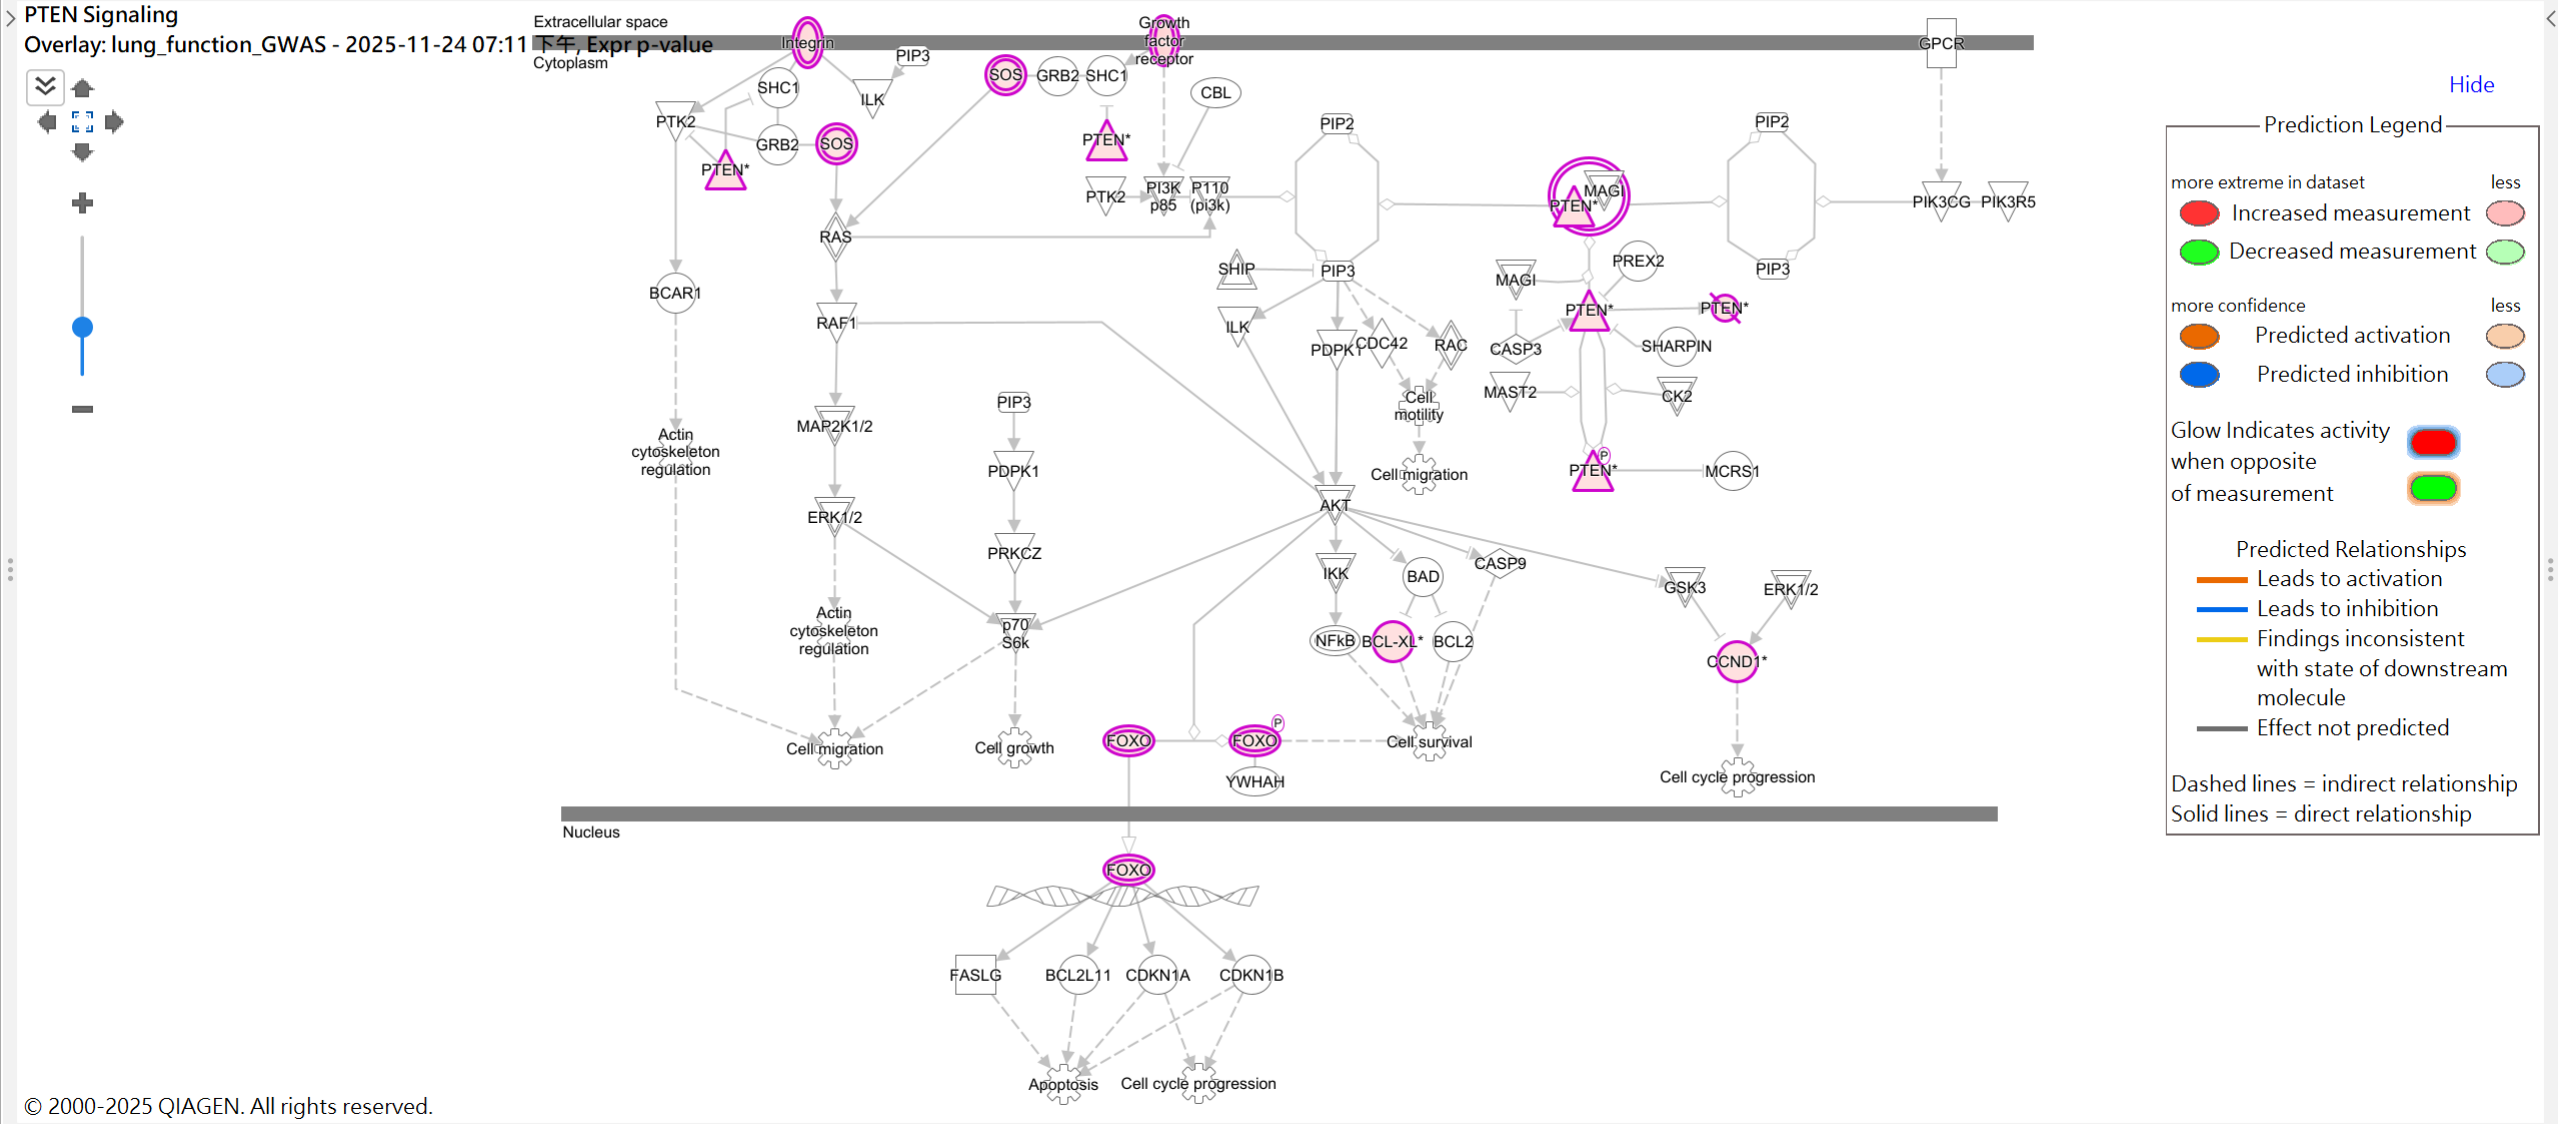 PTEN Signaling
Overlay: lung_function_GWAS - 2025-11-24 07:11 下午, Expr p-value
Extracellular space
Cytoplasm
Integrin
Growth
factor
receptor
GPCR
PIP3
SHC1
ILK
PTK2
GRB2
SOS
PTEN*
SOS
GRB2
SHC1
CBL
PTEN*
PTK2
PI3K
p85
P110
(pi3k)
PIP2
PIP3
PIP2
PIP3
MAGI
PTEN*
PIK3CG
PIK3R5
RAS
BCAR1
RAF1
SHIP
ILK
PDPK1
CDC42
RAC
MAGI
PREX2
PTEN*
PTEN*
CASP3
SHARPIN
MAST2
CK2
Cell
motility
Cell migration
P
PTEN*
MCRS1
MAP2K1/2
PIP3
Actin
cytoskeleton
regulation
PDPK1
ERK1/2
PRKCZ
AKT
IKK
BAD
CASP9
GSK3
ERK1/2
Actin
cytoskeleton
regulation
p70
S6k
NFkB
BCL-XL*
BCL2
CCND1*
Cell migration
Cell growth
FOXO
P
FOXO
YWHAH
Cell survival
Cell cycle progression
Nucleus
FOXO
FASLG
BCL2L11
CDKN1A
CDKN1B
Apoptosis
Cell cycle progression
© 2000-2025 QIAGEN. All rights reserved.
Hide
Prediction Legend
more extreme in dataset less
Increased measurement
Decreased measurement
more confidence less
Predicted activation
Predicted inhibition
Glow Indicates activity
when opposite
of measurement
Predicted Relationships
Leads to activation
Leads to inhibition
Findings inconsistent
with state of downstream
molecule
Effect not predicted
Dashed lines = indirect relationship
Solid lines = direct relationship